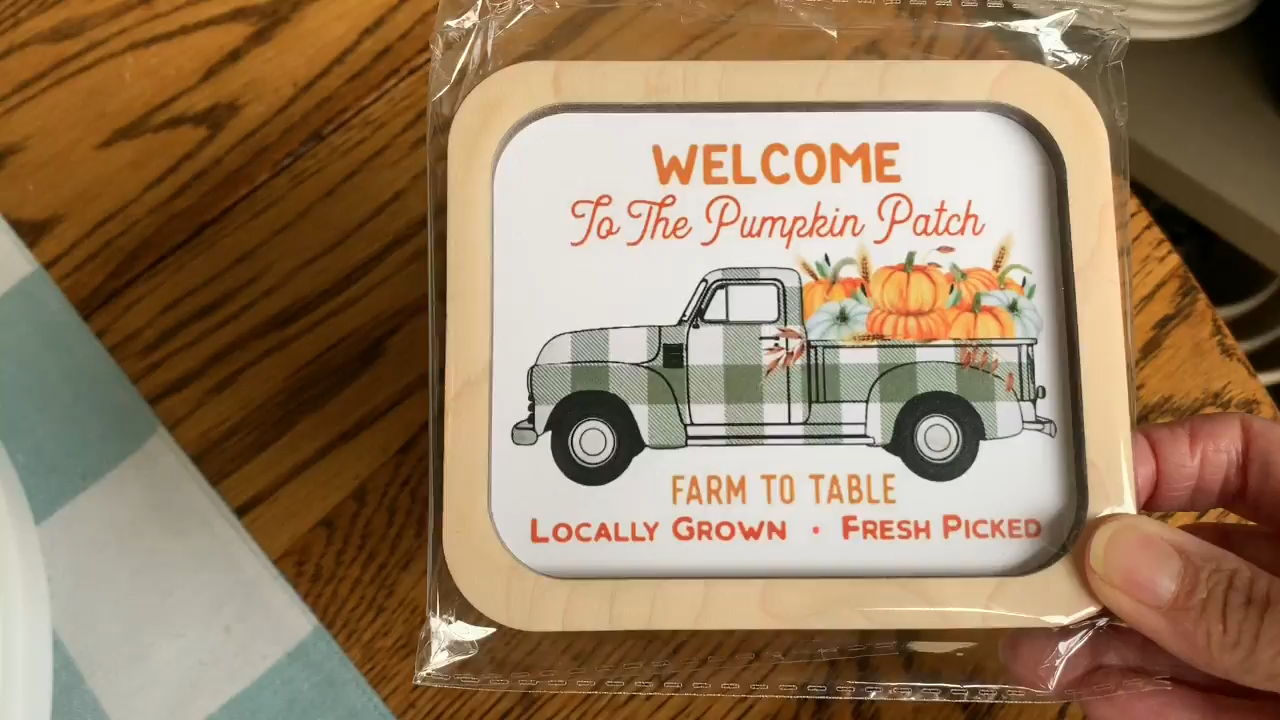 WELCOME
To The Pumpkin Patch
FARM TO TABLE
LOCALLY GROWN • FRESH PICKED